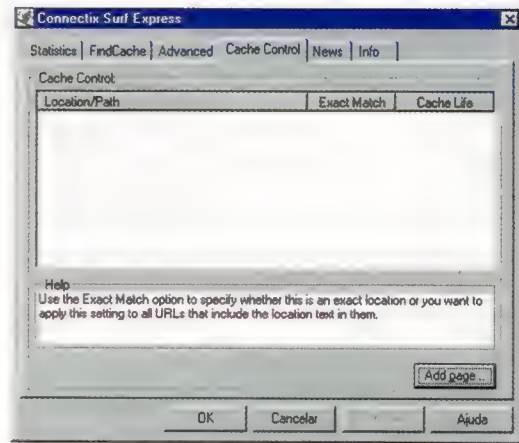 Connectix Surf Express
Statistics FindCache Advanced Cache Control News Info
Cache Control:
Location/Path Exact Match Cache Life
Help
Use the Exact Match option to specify whether this is an exact location or you want to
apply this setting to all URLs that include the location text in them.
Add page...
OK Cancelar Ajuda